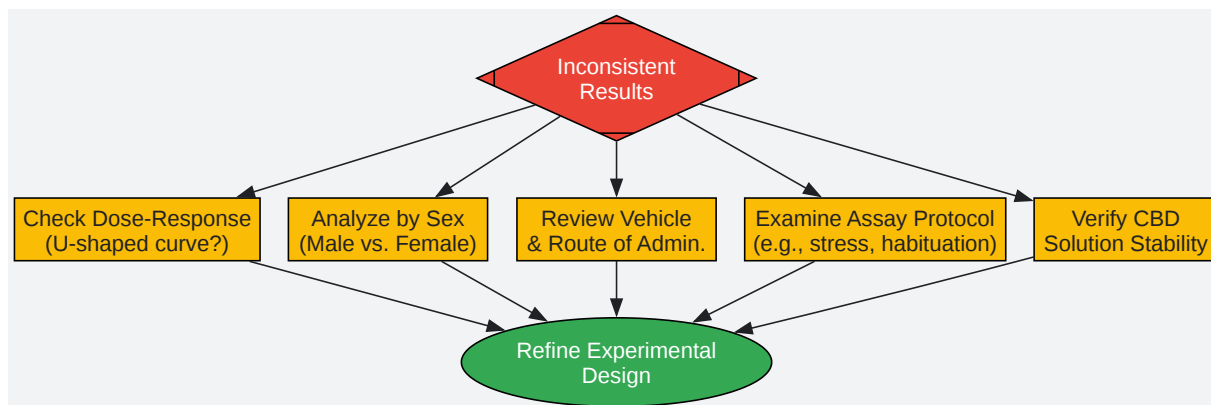 Inconsistent
Results
Check Dose-Response
(U-shaped curve?)
Analyze by Sex
(Male vs. Female)
Review Vehicle
& Route of Admin.
Examine Assay Protocol
(e.g., stress, habituation)
Verify CBD
Solution Stability
Refine Experimental
Design